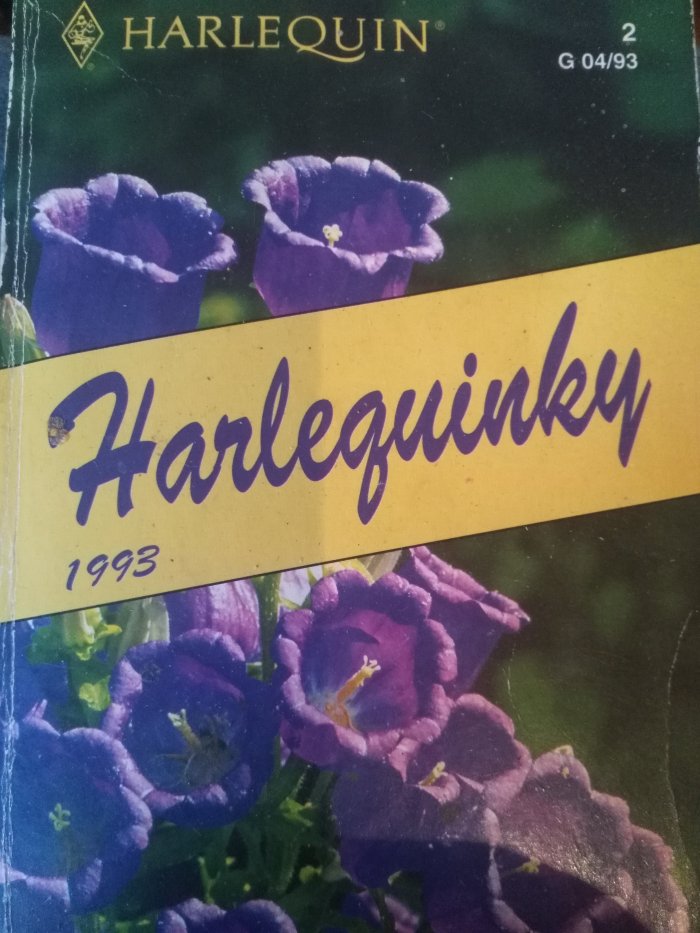 HARLEQUIN®
2
G 04/93
Harlequinky
1993